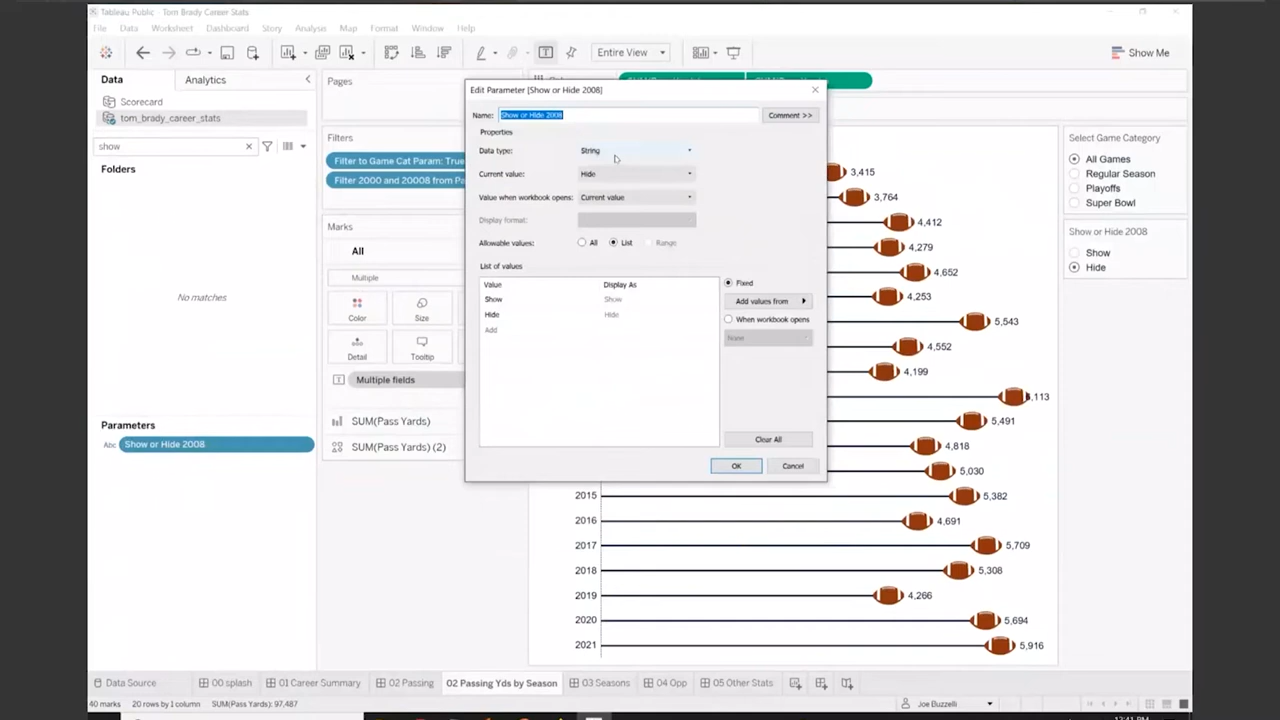 Tableau Public - Tom Brady Career Stats
File Data Worksheet Dashboard Story Analysis Map Format Window Help
Entire View
Show Me
Data
Analytics
Scorecard
tom_brady_career_stats
show
Folders
No matches
Parameters
Abc Show or Hide 2008
Pages
Filters
Filter to Game Cat Param: True
Filter 2000 and 20008 from Pa
Marks
All
Multiple
Color
Size
Detail
Tooltip
Multiple fields
SUM(Pass Yards)
SUM(Pass Yards) (2)
Edit Parameter [Show or Hide 2008]
Name: Show or Hide 2008
Comment >>
Properties
Data type: String
Current value: Hide
Value when workbook opens: Current value
Display format:
Allowable values: All List Range
List of values
Value Display As
Show Show
Hide Hide
Add
Fixed
Add values from
When workbook opens
None
Clear All
OK
Cancel
3,415
3,764
4,412
4,279
4,652
4,253
5,543
4,552
4,199
5,491
4,818
5,030
2015 5,382
2016 4,691
2017 5,709
2018 5,308
2019 4,266
2020 5,694
2021 5,916
Select Game Category
All Games
Regular Season
Playoffs
Super Bowl
Show or Hide 2008
Show
Hide
Data Source 00 splash 01 Career Summary 02 Passing 02 Passing Yds by Season 03 Seasons 04 Opp 05 Other Stats
40 marks 20 rows by 1 column SUM(Pass Yards): 97,487
Joe Buzzelli